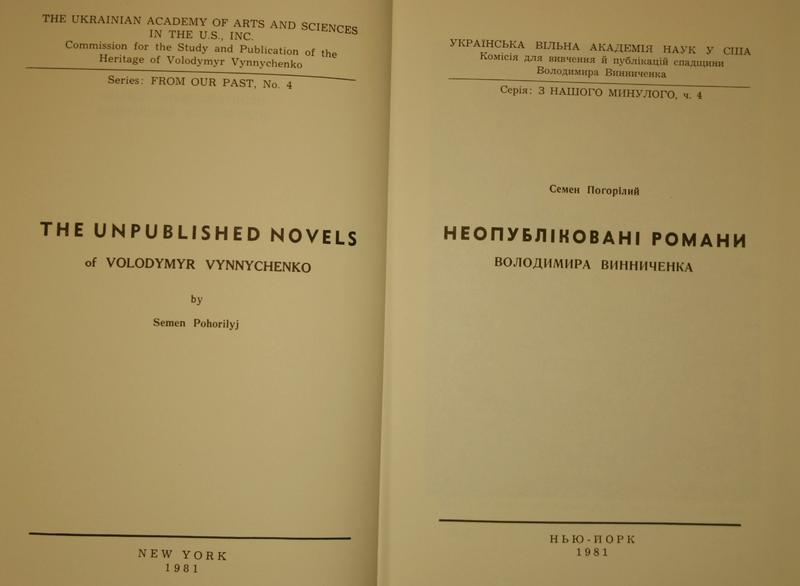 THE UKRAINIAN ACADEMY OF ARTS AND SCIENCES
IN THE U.S., INC.
Commission for the Study and Publication of the
Heritage of Volodymyr Vynnychenko
Series: FROM OUR PAST, No. 4
THE UNPUBLISHED NOVELS
of VOLODYMYR VYNNYCHENKO
by
Semen Pohorilyj
NEW YORK
1981
УКРАЇНСЬКА ВІЛЬНА АКАДЕМІЯ НАУК У США
Комісія для вивчення й публікацій спадщини
Володимира Винниченка
Серія: З НАШОГО МИНУЛОГО, ч. 4
Семен Погорілий
НЕОПУБЛІКОВАНІ РОМАНИ
ВОЛОДИМИРА ВИННИЧЕНКА
НЬЮ-ЙОРК
1981